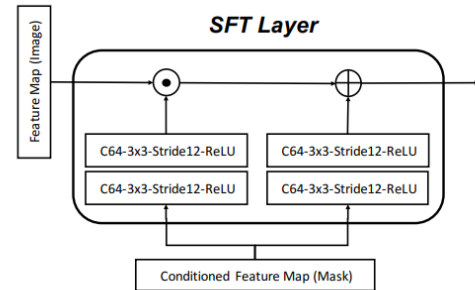 SFT Layer
Feature Map (Image)
C64-3x3-Stride12-ReLU
C64-3x3-Stride12-ReLU
C64-3x3-Stride12-ReLU
C64-3x3-Stride12-ReLU
Conditioned Feature Map (Mask)